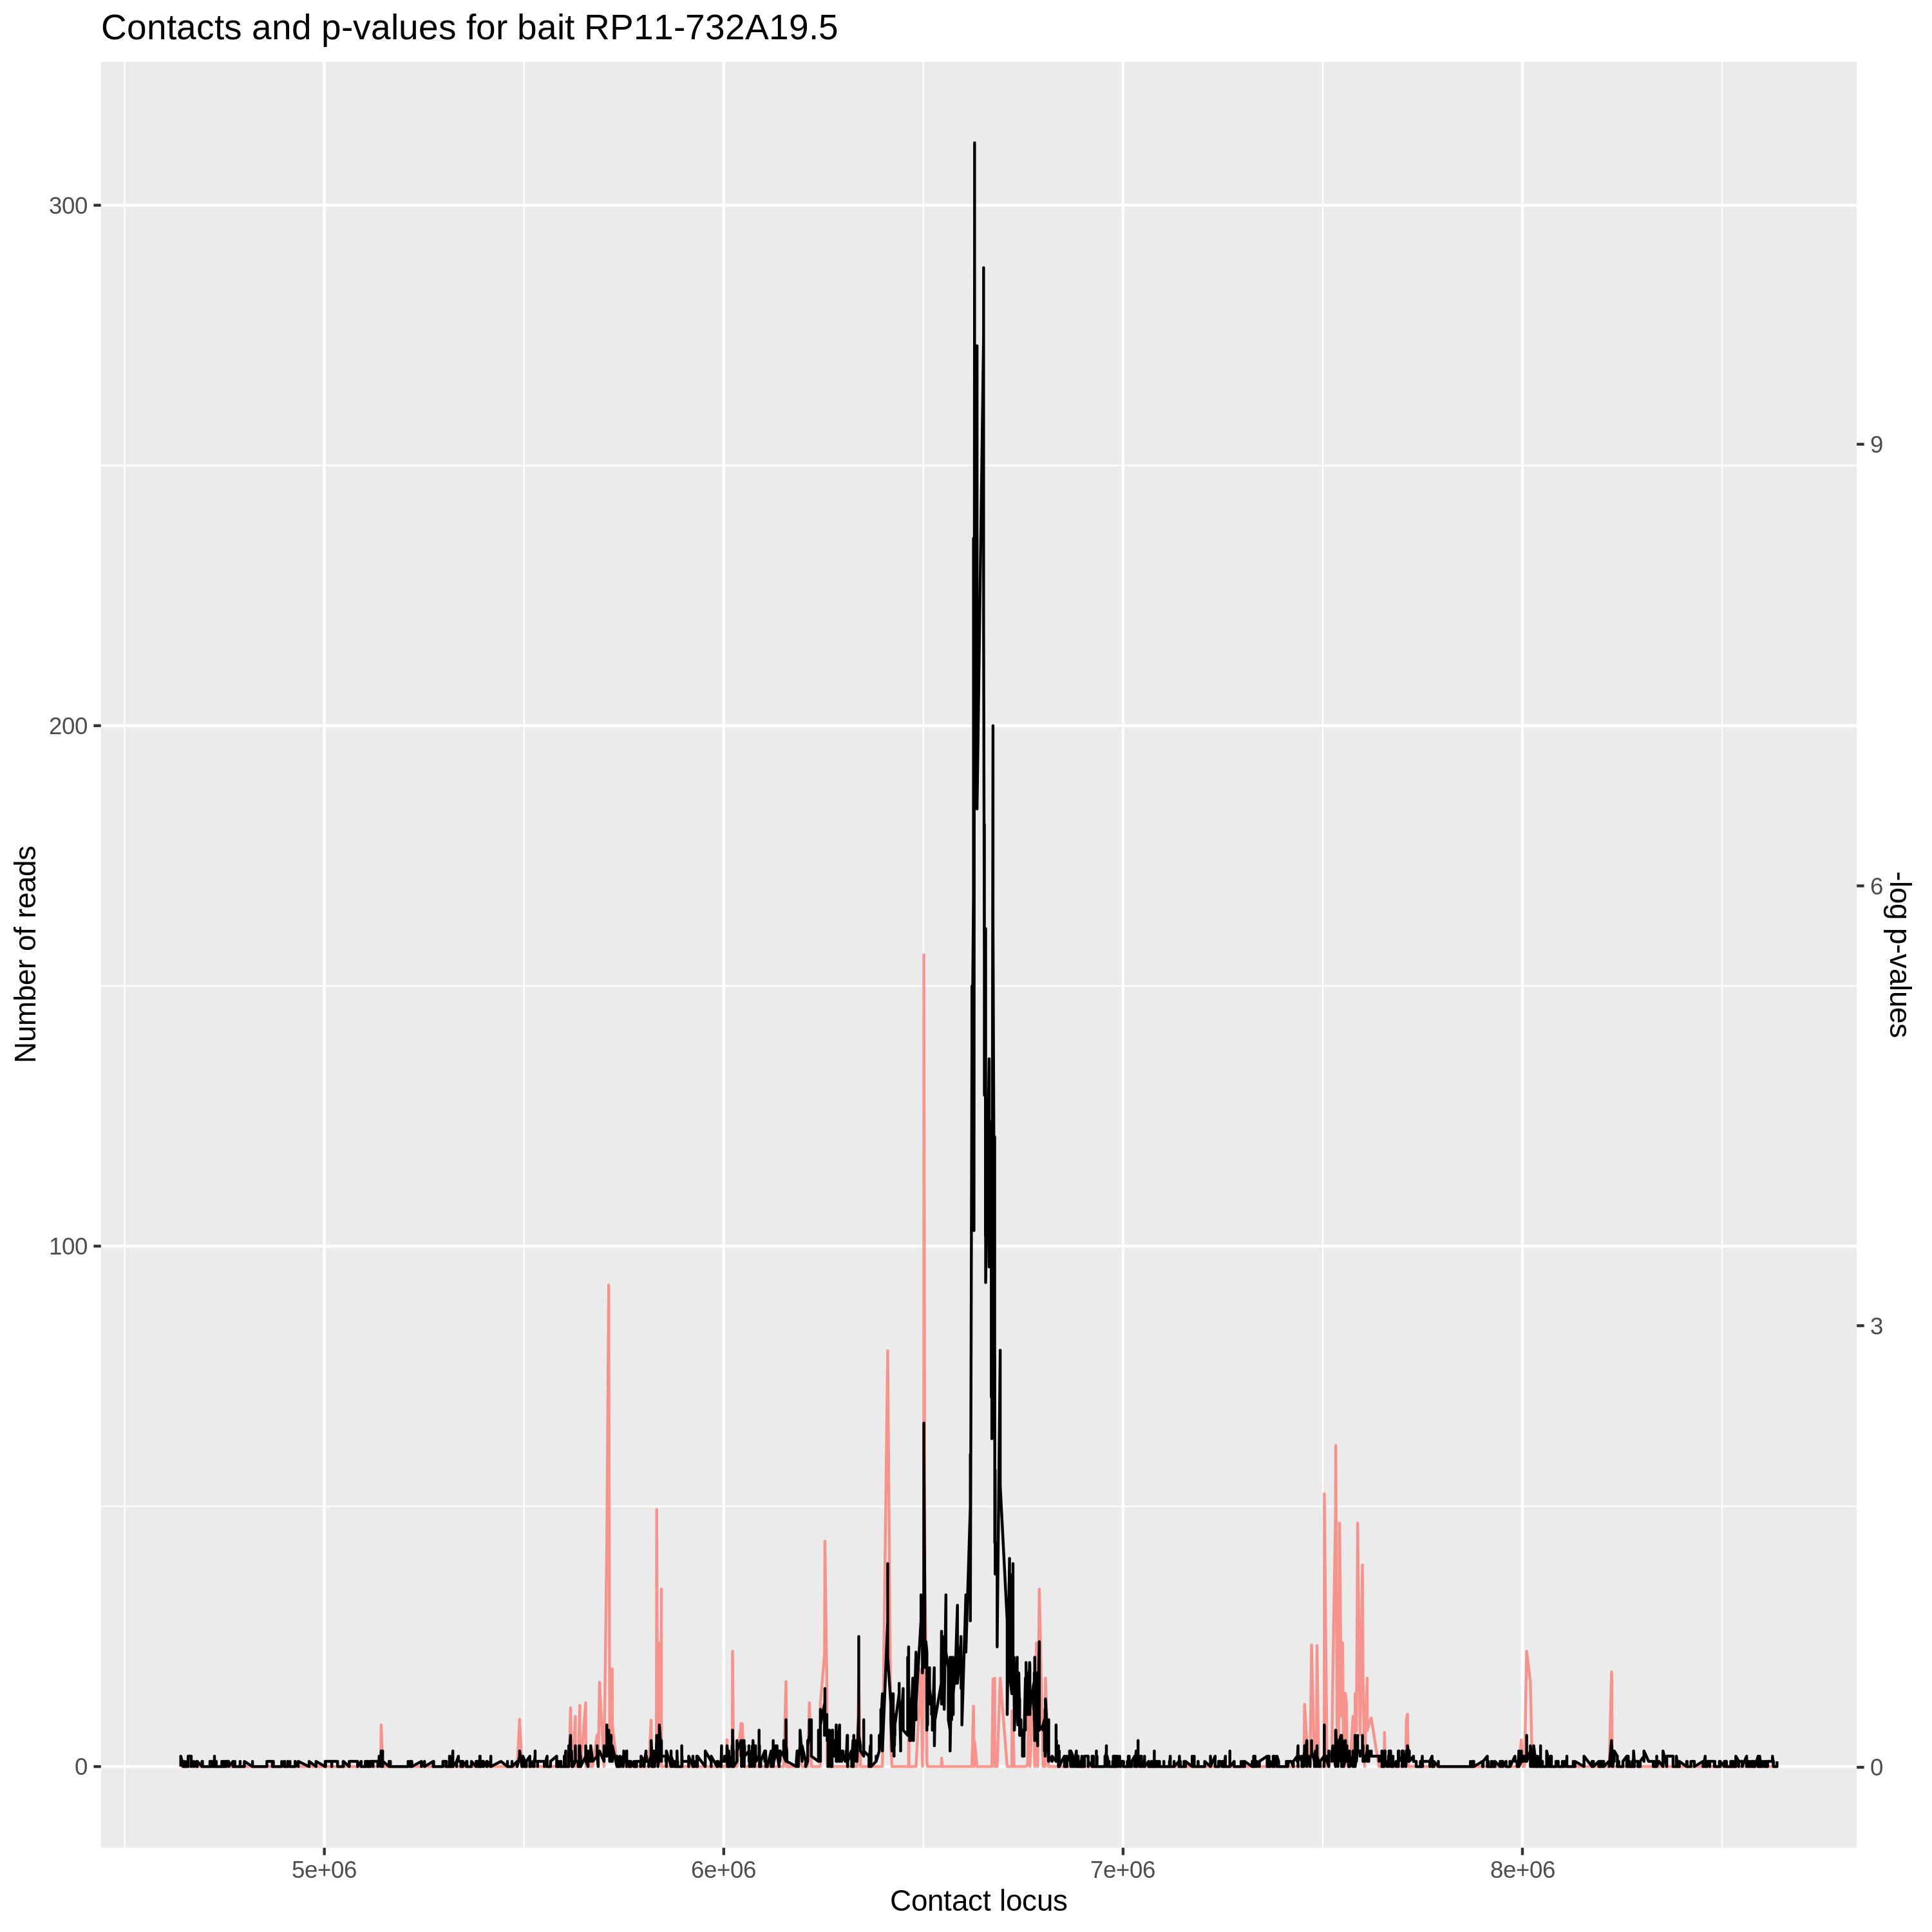 Contacts and p-values for bait RP11-732A19.5
300
200
100
0
Number of reads
9
6
3
0
-log p-values
5e+06
6e+06
7e+06
8e+06
Contact locus